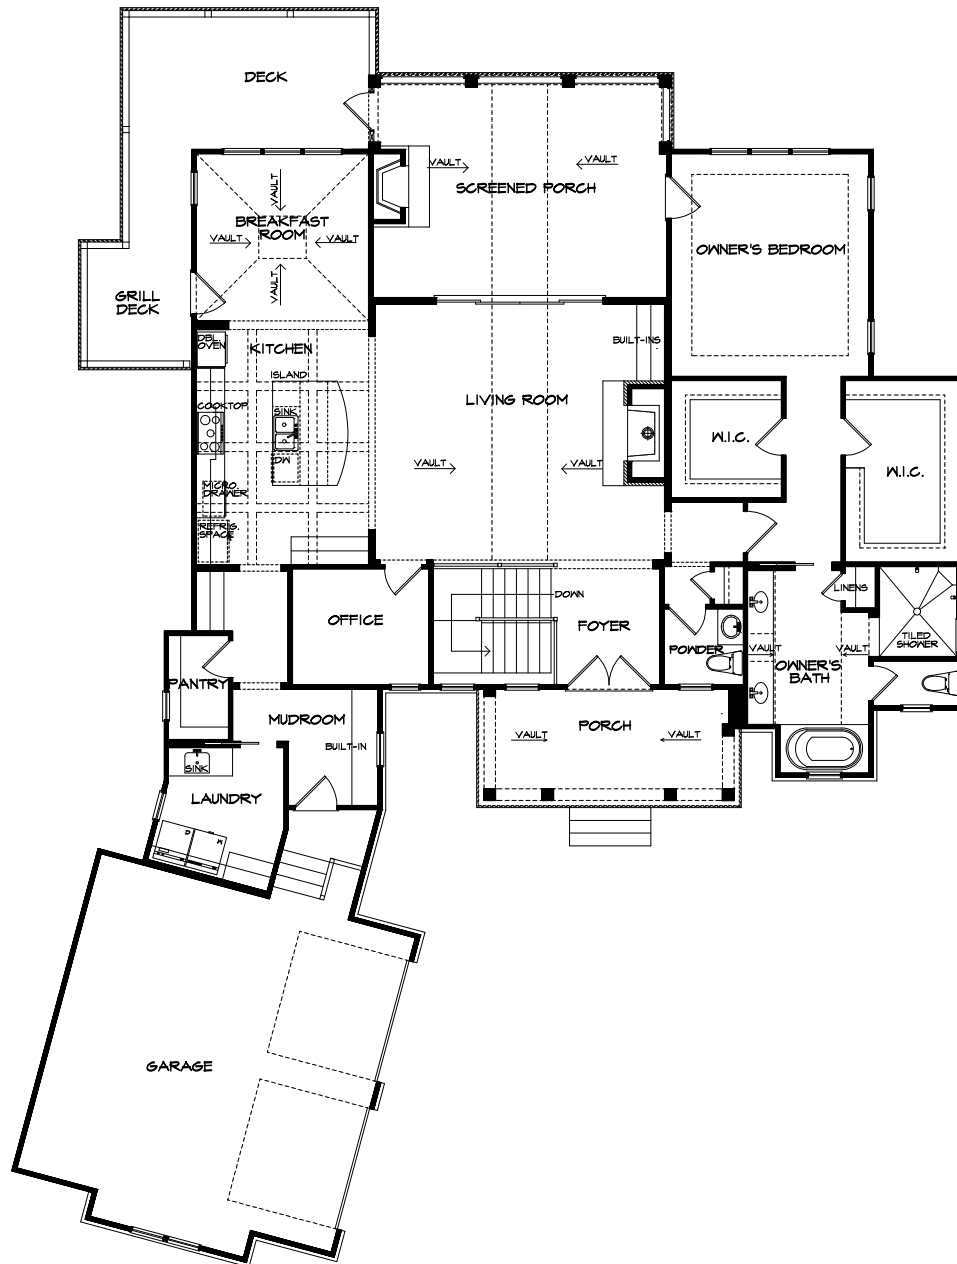 DECK
VAULT
VAULT
SCREENED PORCH
VAULT
BREAKFAST
ROOM
VAULT
VAULT
VAULT
OWNER'S BEDROOM
GRILL
DECK
DBL.
OVEN
KITCHEN
BUILT-INS
ISLAND
COOKTOP
SINK
DW
LIVING ROOM
W.I.C.
W.I.C.
VAULT
VAULT
MICRO.
DRAWER
REFRIG.
SPACE
OFFICE
DOWN
FOYER
POWDER
LINENS
TILED
SHOWER
VAULT
VAULT
OWNER'S
BATH
PANTRY
MUDROOM
BUILT-IN
PORCH
VAULT
VAULT
SINK
LAUNDRY
D
W
GARAGE